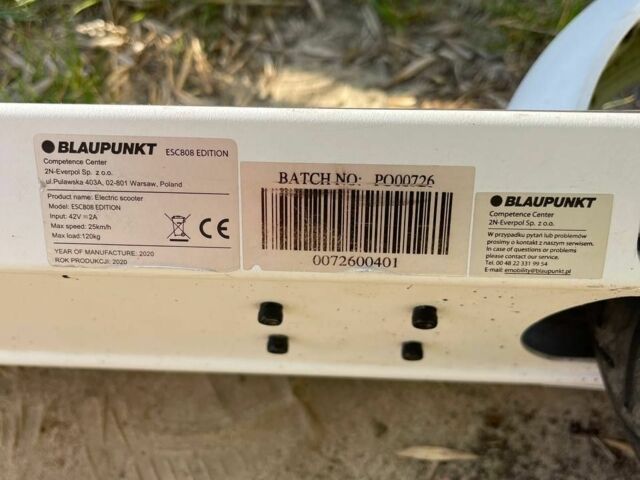 BLAUPUNKT ESC808 EDITION
Competence Center
2N-Everpol Sp. z o.o.
ul.Puławska 403A, 02-801 Warsaw, Poland
Product name: Electric scooter
Model: ESC808 EDITION
Input: 42V⎓2A
Max speed: 25km/h
Max load:120kg
CE
YEAR OF MANUFACTURE: 2020
ROK PRODUKCJI: 2020
BATCH NO: PO00726
0072600401
BLAUPUNKT
Competence Center
2N-Everpol Sp. z o.o.
W przypadku pytań lub problemów
prosimy o kontakt z naszym serwisem.
In case of questions or problems
please contact our service.
Tel: 00 48 22 331 99 54
E-mail: emobility@blaupunkt.pl